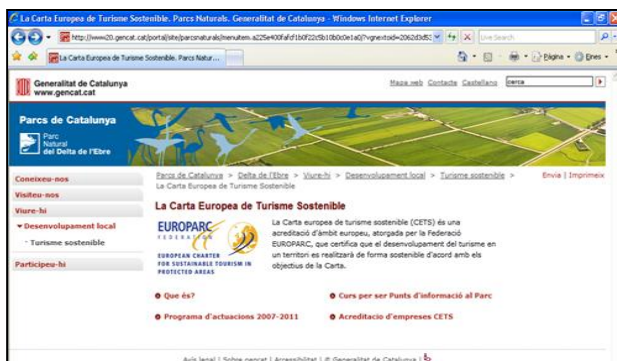 La Carta Europea de Turisme Sostenible. Parcs Naturals. Generalitat de Catalunya - Windows Internet Explorer
Live Search
La Carta Europea de Turisme Sostenible. Parcs Natur...
Pàgina
Eines
Generalitat de Catalunya
www.gencat.cat
Mapa web Contacte Castellano cerca
Parcs de Catalunya
Parc
Natural
del Delta de l'Ebre
Coneixeu-nos
Visiteu-nos
Viure-hi
Desenvolupament local
· Turisme sostenible
Participeu-hi
Parcs de Catalunya > Delta de l'Ebre > Viure-hi > Desenvolupament local > Turisme sostenible >
La Carta Europea de Turisme Sostenible
Envia | Imprimeix
La Carta Europea de Turisme Sostenible
EUROPARC
FEDERATION
EUROPEAN CHARTER
FOR SUSTAINABLE TOURISM IN
PROTECTED AREAS
La Carta europea de turisme sostenible (CETS) és una
acreditació d'àmbit europeu, atorgada per la Federació
EUROPARC, que certifica que el desenvolupament del turisme en
un territori es realitzarà de forma sostenible d'acord amb els
objectius de la Carta.
Que és?
Curs per ser Punts d'informació al Parc
Programa d'actuacions 2007-2011
Acreditacio d'empreses CETS
Avís legal | Sobre gencat | Accessibilitat | © Generalitat de Catalunya |